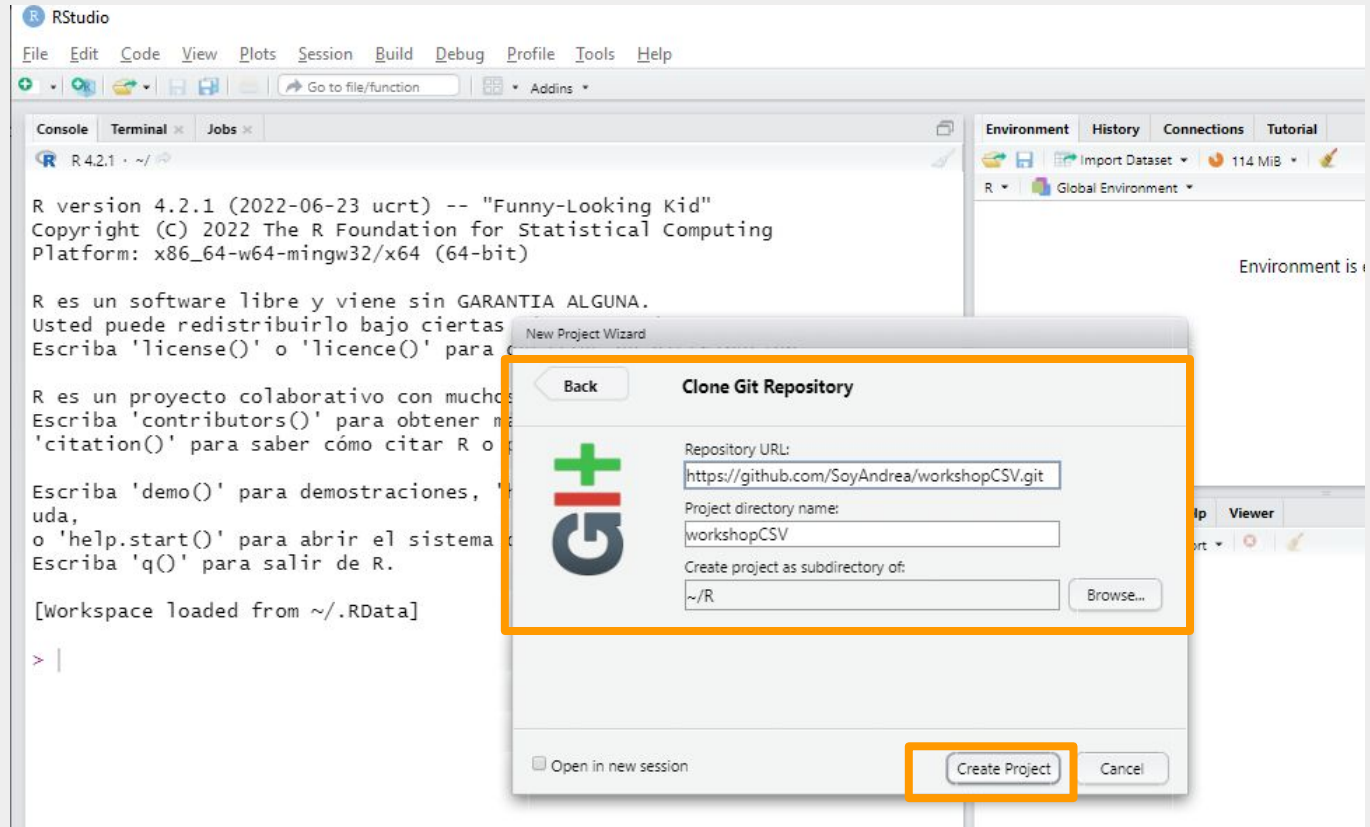 RStudio
File Edit Code View Plots Session Build Debug Profile Tools Help
Go to file/function Addins
Console Terminal Jobs
R 4.2.1 · ~/
R version 4.2.1 (2022-06-23 ucrt) -- "Funny-Looking Kid"
Copyright (C) 2022 The R Foundation for Statistical Computing
Platform: x86_64-w64-mingw32/x64 (64-bit)
R es un software libre y viene sin GARANTIA ALGUNA.
Usted puede redistribuirlo bajo ciertas
Escriba 'license()' o 'licence()' para
R es un proyecto colaborativo con muchos
Escriba 'contributors()' para obtener
'citation()' para saber cómo citar R o
Escriba 'demo()' para demostraciones,
uda,
o 'help.start()' para abrir el sistema
Escriba 'q()' para salir de R.
[Workspace loaded from ~/.RData]
>
Environment History Connections Tutorial
Import Dataset 114 MiB
R Global Environment
Environment is
Viewer
New Project Wizard
Back Clone Git Repository
git
Repository URL:
https://github.com/SoyAndrea/workshopCSV.git
Project directory name:
workshopCSV
Create project as subdirectory of:
~/R Browse...
Open in new session Create Project Cancel